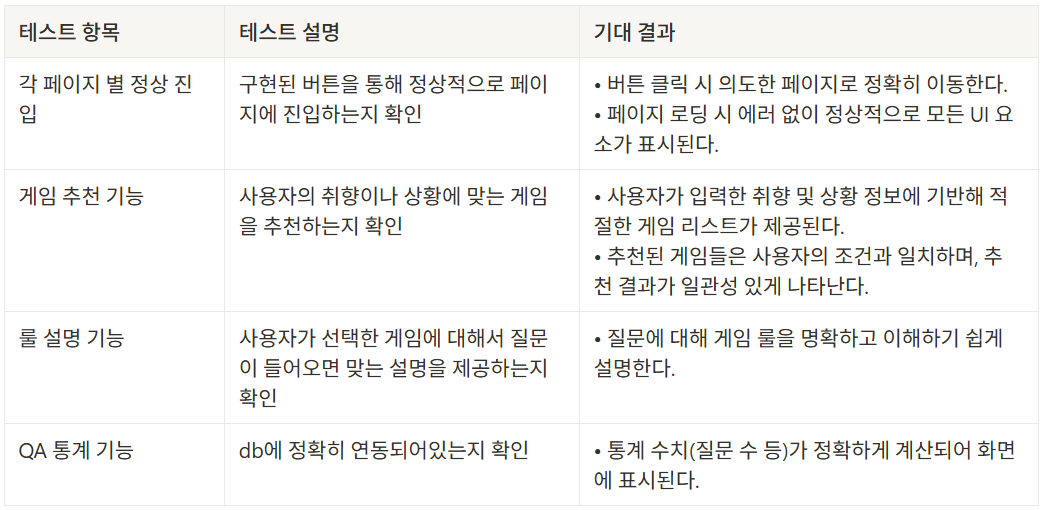 테스트 항목
테스트 설명
기대 결과
각 페이지 별 정상 진
입
구현된 버튼을 통해 정상적으로 페이
지에 진입하는지 확인
• 버튼 클릭 시 의도한 페이지로 정확히 이동한다.
• 페이지 로딩 시 에러 없이 정상적으로 모든 UI 요
소가 표시된다.
게임 추천 기능
사용자의 취향이나 상황에 맞는 게임
을 추천하는지 확인
• 사용자가 입력한 취향 및 상황 정보에 기반해 적
절한 게임 리스트가 제공된다.
• 추천된 게임들은 사용자의 조건과 일치하며, 추
천 결과가 일관성 있게 나타난다.
룰 설명 기능
사용자가 선택한 게임에 대해서 질문
이 들어오면 맞는 설명을 제공하는지
확인
• 질문에 대해 게임 룰을 명확하고 이해하기 쉽게
설명한다.
QA 통계 기능
db에 정확히 연동되어있는지 확인
• 통계 수치(질문 수 등)가 정확하게 계산되어 화면
에 표시된다.